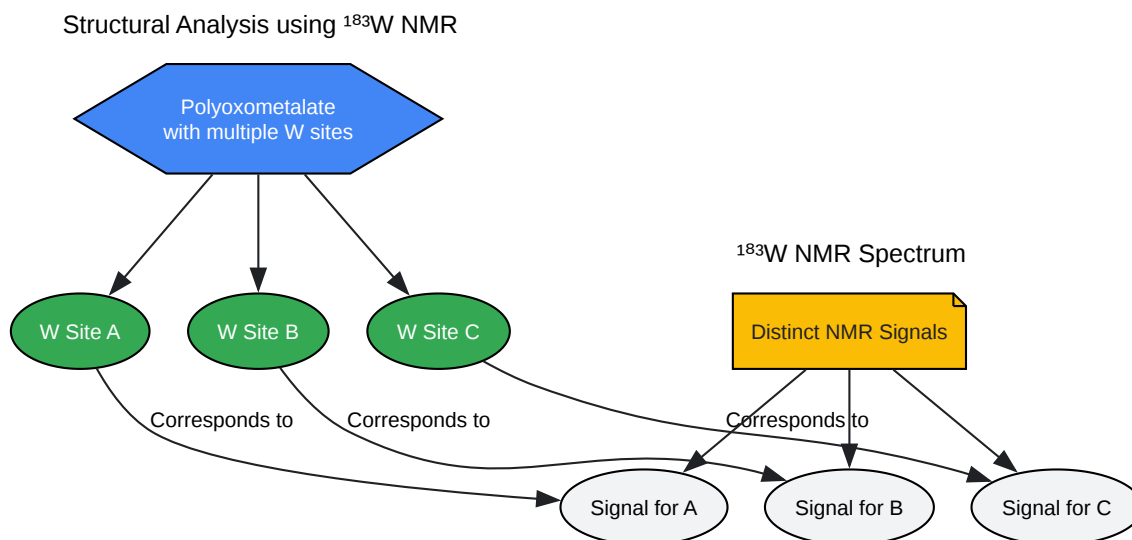 Structural Analysis using ¹⁸³W NMR
Polyoxometalate
with multiple W sites
¹⁸³W NMR Spectrum
W Site A
W Site B
W Site C
Distinct NMR Signals
Corresponds to
Corresponds to
Corresponds to
Signal for A
Signal for B
Signal for C